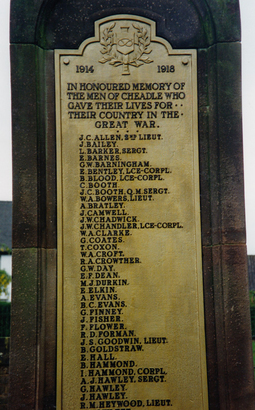 1914 1918
IN HONOURED MEMORY OF
THE MEN OF CHEADLE WHO
GAVE THEIR LIVES FOR
THEIR COUNTRY IN THE
GREAT WAR.
J.C. ALLEN, 2ND LIEUT.
J. BAILEY.
L. BARKER, SERGT.
E. BARNES.
G.W. BARNINGHAM.
E. BENTLEY, LCE-CORPL.
B. BLOOD, LCE-CORPL.
C. BOOTH.
J.C. BOOTH, Q.M. SERGT.
W.A. BOWERS, LIEUT.
A. BRATLEY.
J. CAMWELL.
J.W. CHADWICK.
J.W. CHANDLER, LCE-CORPL.
W.A. CLARKE.
G. COATES.
T. COXON.
W.A. CROFT.
R.A. CROWTHER.
G.W. DAY.
E.F. DEAN.
M.J. DURKIN.
E. ELKIN.
A. EVANS.
B.C. EVANS.
G. FINNEY.
J. FISHER.
F. FLOWER.
R.D. FORMAN.
J.S. GOODWIN, LIEUT.
B. GOLDSTRAW.
E. HALL.
B. HAMMOND.
I. HAMMOND, CORPL.
A.J. HAWLEY, SERGT.
G. HAWLEY.
J. HAWLEY.
R.M. HEYWOOD, LIEUT.